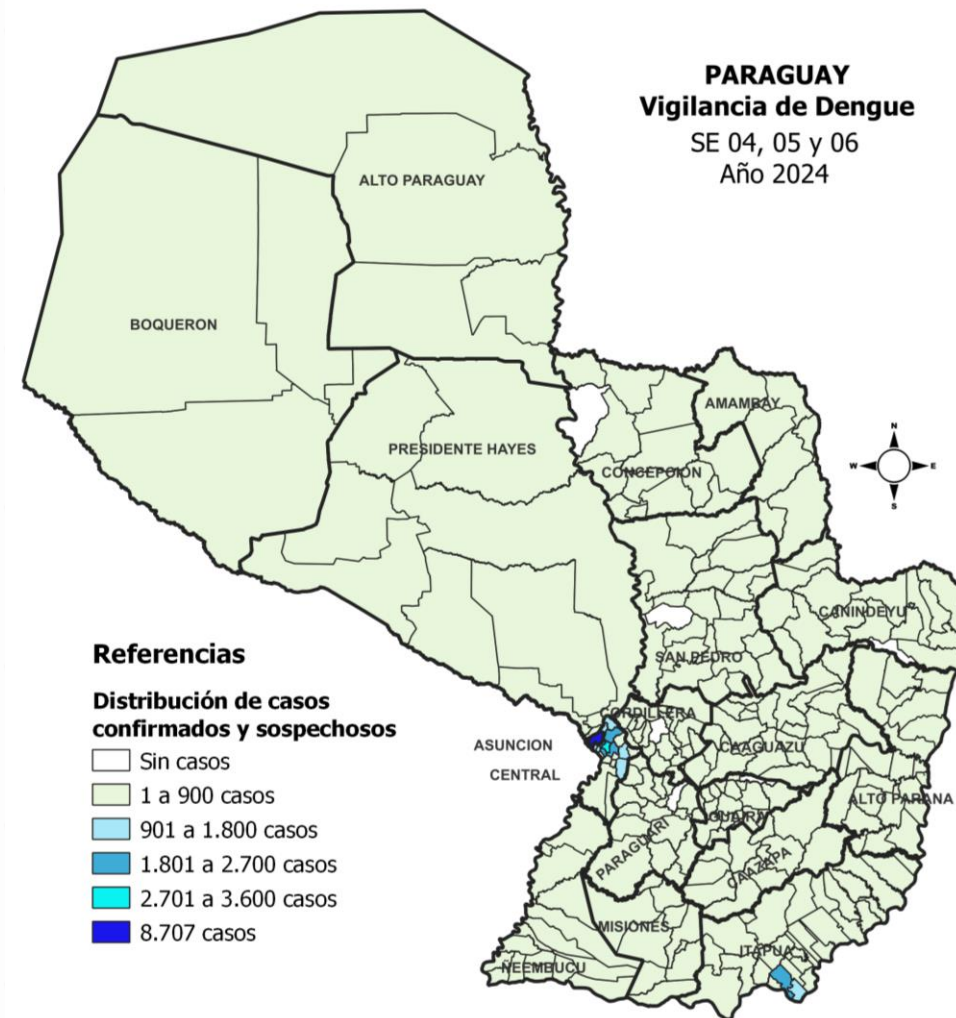 PARAGUAY
Vigilancia de Dengue
SE 04, 05 y 06
Año 2024
ALTO PARAGUAY
BOQUERON
AMAMBAY
PRESIDENTE HAYES
CONCEPCION
N
W E
S
CANINDEYU
SAN PEDRO
CORDILLERA
ASUNCION
CENTRAL
CAAGUAZU
ALTO PARANA
GUAIRA
PARAGUARI
CAAZAPA
MISIONES
ITAPUA
ÑEEMBUCU
Referencias
Distribución de casos
confirmados y sospechosos
Sin casos
1 a 900 casos
901 a 1.800 casos
1.801 a 2.700 casos
2.701 a 3.600 casos
8.707 casos